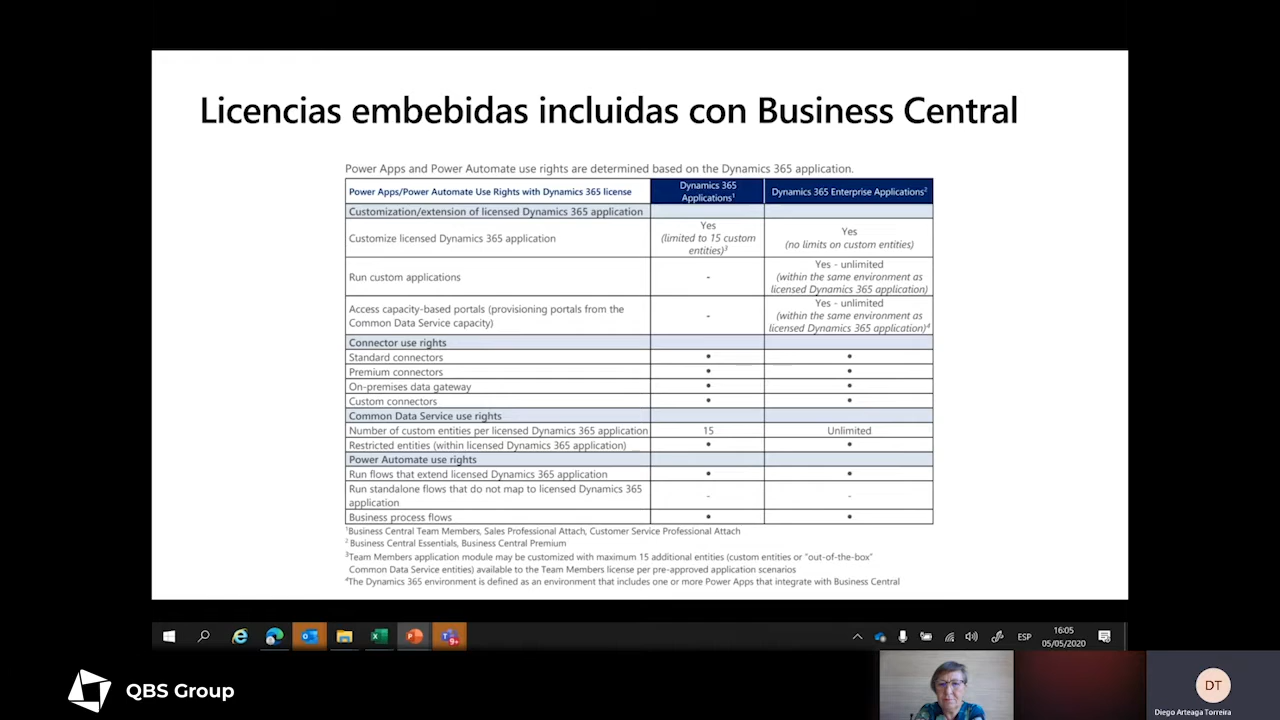 Licencias embebidas incluidas con Business Central
Power Apps and Power Automate use rights are determined based on the Dynamics 365 application.
Power Apps/Power Automate Use Rights with Dynamics 365 license
Dynamics 365
Applications¹
Dynamics 365 Enterprise Applications²
Customization/extension of licensed Dynamics 365 application
Customize licensed Dynamics 365 application
Yes
(limited to 15 custom
entities)³
Yes
(no limits on custom entities)
Run custom applications
-
Yes - unlimited
(within the same environment as
licensed Dynamics 365 application)
Access capacity-based portals (provisioning portals from the
Common Data Service capacity)
-
Yes - unlimited
(within the same environment as
licensed Dynamics 365 application)⁴
Connector use rights
Standard connectors • •
Premium connectors • •
On-premises data gateway • •
Custom connectors • •
Common Data Service use rights
Number of custom entities per licensed Dynamics 365 application 15 Unlimited
Restricted entities (within licensed Dynamics 365 application) • •
Power Automate use rights
Run flows that extend licensed Dynamics 365 application • •
Run standalone flows that do not map to licensed Dynamics 365
application
- -
Business process flows • •
¹Business Central Team Members, Sales Professional Attach, Customer Service Professional Attach
² Business Central Essentials, Business Central Premium
³Team Members application module may be customized with maximum 15 additional entities (custom entities or "out-of-the-box"
Common Data Service entities) available to the Team Members license per pre-approved application scenarios
⁴The Dynamics 365 environment is defined as an environment that includes one or more Power Apps that integrate with Business Central
9+
ESP
16:05
05/05/2020
QBS Group
DT
Diego Arteaga Torreira